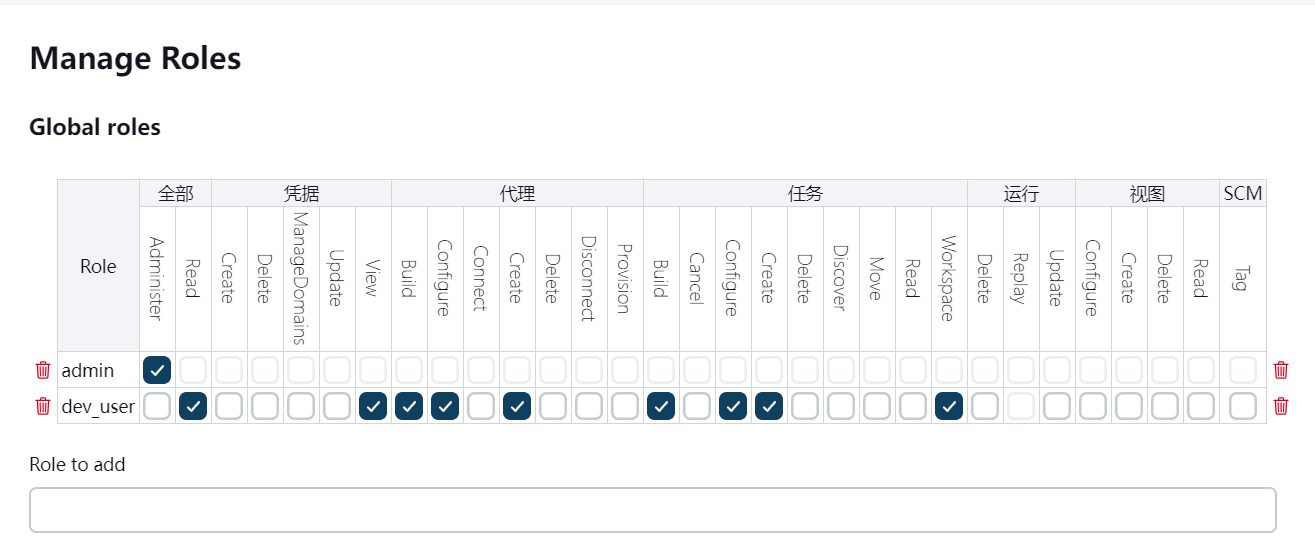 Manage Roles
Global roles
Role 全部 凭据 代理 任务 运行 视图 SCM
Administer Read Create Delete ManageDomains Update View Build Configure Connect Create Delete Disconnect Provision Build Cancel Configure Create Delete Discover Move Read Workspace Delete Replay Update Configure Create Delete Read Tag
admin
dev_user
Role to add